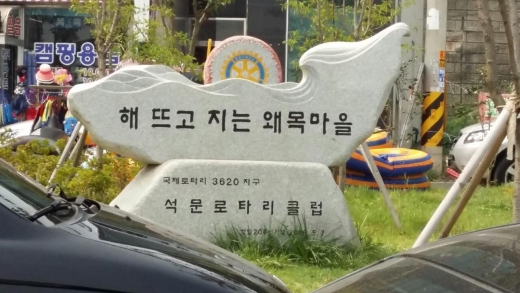 캠핑용
해 뜨고 지는 왜목마을
국제로타리 3620 지구
석문로타리클럽